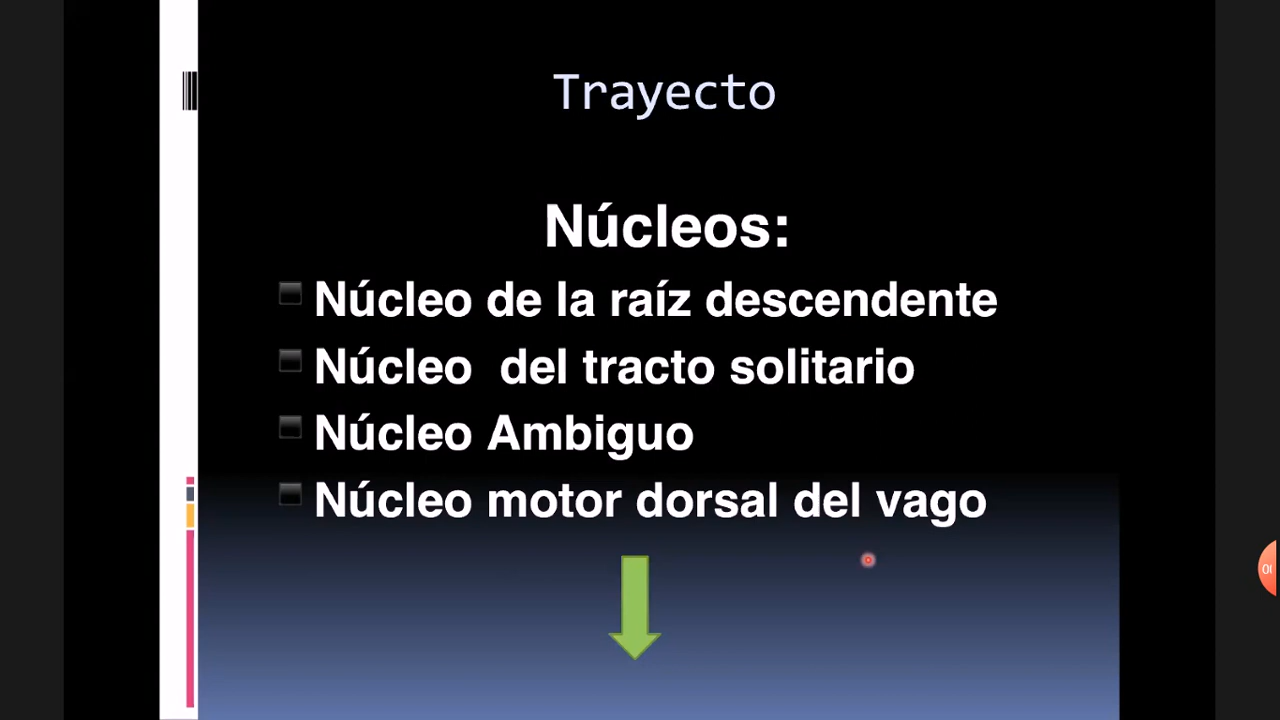 Trayecto
Núcleos:
Núcleo de la raíz descendente
Núcleo del tracto solitario
Núcleo Ambiguo
Núcleo motor dorsal del vago